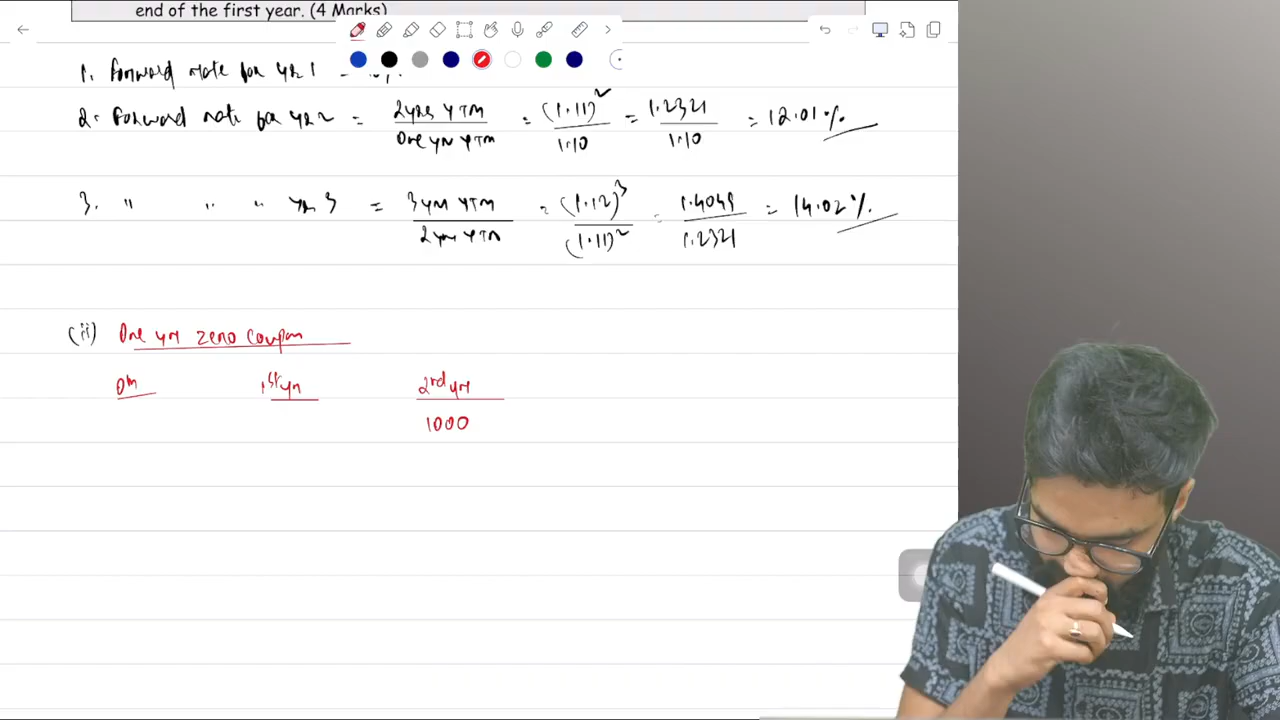 end of the first year. (4 Marks)
1. Forward rate for yr 1 =
2. Forward rate for yr 2 = 2yrs YTM / One yr YTM = (1.11)² / 1.10 = 1.2321 / 1.10 = 12.01%
3. " " " yr 3 = 3yr YTM / 2yr YTM = (1.12)³ / (1.11)² = 1.4049 / 1.2321 = 14.02%
(ii) One yr zero coupon
0th 1st yr 2rd yr
1000